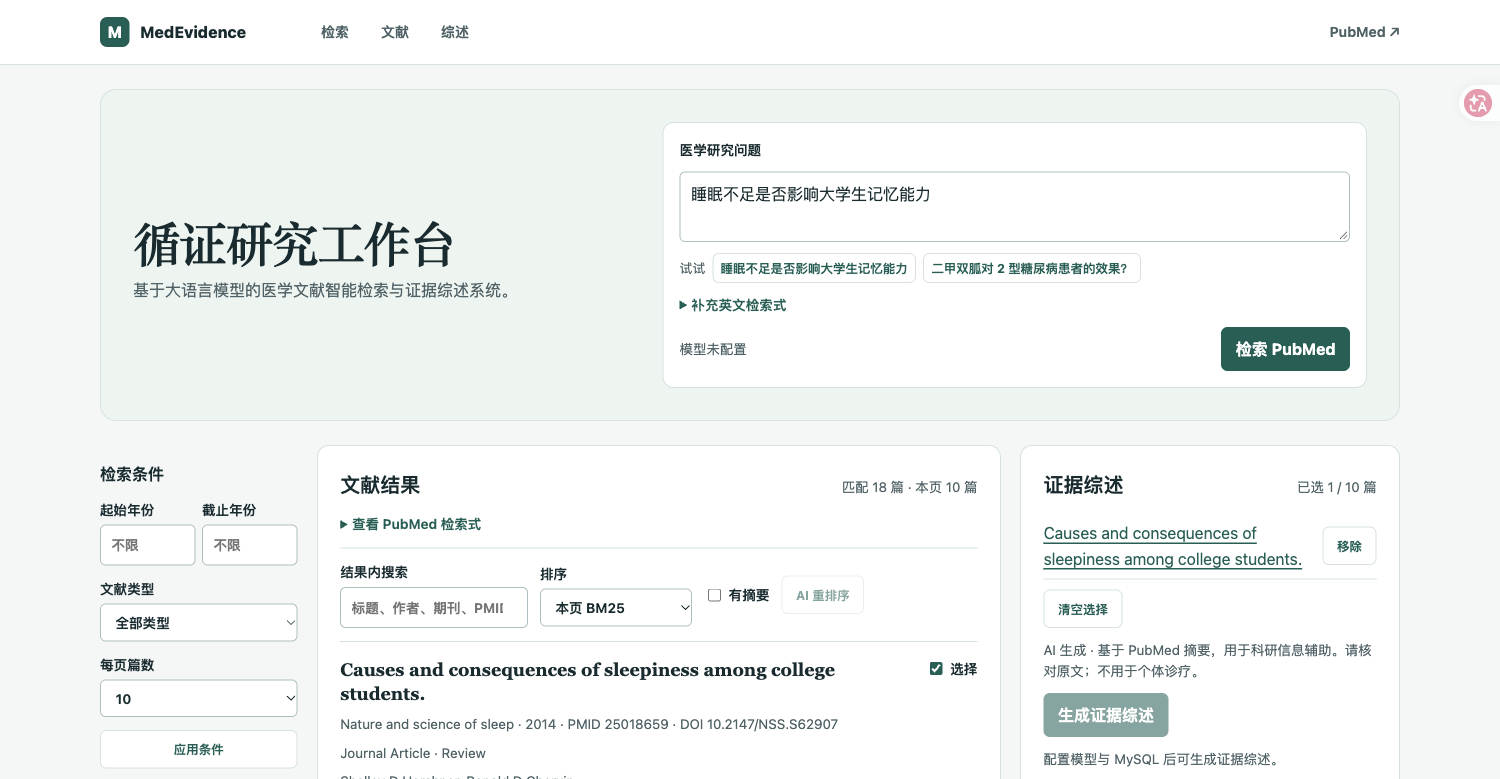 M MedEvidence 检索 文献 综述 PubMed ↗
医学研究问题
睡眠不足是否影响大学生记忆能力
循证研究工作台
基于大语言模型的医学文献智能检索与证据综述系统。
试试 睡眠不足是否影响大学生记忆能力 二甲双胍对 2 型糖尿病患者的效果?
补充英文检索式
模型未配置 检索 PubMed
检索条件
起始年份 截止年份
不限 不限
文献类型
全部类型
每页篇数
10
应用条件
文献结果 匹配 18 篇 · 本页 10 篇
查看 PubMed 检索式
结果内搜索 排序
标题、作者、期刊、PMI 本页 BM25 有摘要 AI 重排序
Causes and consequences of sleepiness among college
students.
选择
Nature and science of sleep · 2014 · PMID 25018659 · DOI 10.2147/NSS.S62907
Journal Article · Review
证据综述 已选 1 / 10 篇
Causes and consequences of
sleepiness among college students.
移除
清空选择
AI 生成 · 基于 PubMed 摘要，用于科研信息辅助。请核
对原文；不用于个体诊疗。
生成证据综述
配置模型与 MySQL 后可生成证据综述。